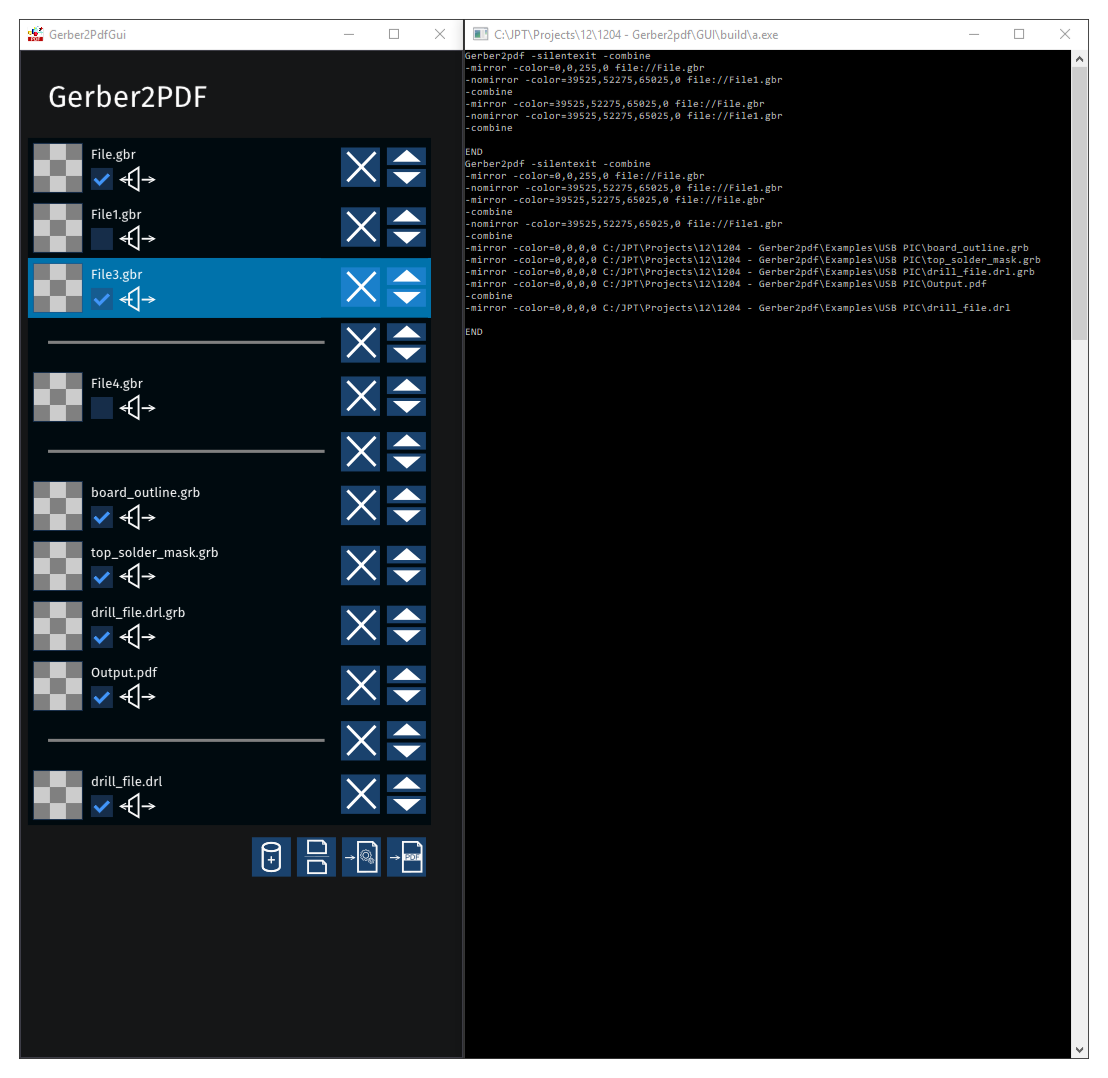 Gerber2PdfGui
Gerber2PDF
File.gbr
File1.gbr
File3.gbr
File4.gbr
board_outline.grb
top_solder_mask.grb
drill_file.drl.grb
Output.pdf
drill_file.drl
PDF
C:\JPT\Projects\12\1204 - Gerber2pdf\GUI\build\a.exe
Gerber2pdf -silentexit -combine
-mirror -color=0,0,255,0 file://File.gbr
-nomirror -color=39525,52275,65025,0 file://File1.gbr
-combine
-mirror -color=39525,52275,65025,0 file://File.gbr
-nomirror -color=39525,52275,65025,0 file://File1.gbr
-combine
END
Gerber2pdf -silentexit -combine
-mirror -color=0,0,255,0 file://File.gbr
-nomirror -color=39525,52275,65025,0 file://File1.gbr
-mirror -color=39525,52275,65025,0 file://File.gbr
-combine
-nomirror -color=39525,52275,65025,0 file://File1.gbr
-combine
-mirror -color=0,0,0,0 C:/JPT\Projects\12\1204 - Gerber2pdf\Examples\USB PIC\board_outline.grb
-mirror -color=0,0,0,0 C:/JPT\Projects\12\1204 - Gerber2pdf\Examples\USB PIC\top_solder_mask.grb
-mirror -color=0,0,0,0 C:/JPT\Projects\12\1204 - Gerber2pdf\Examples\USB PIC\drill_file.drl.grb
-mirror -color=0,0,0,0 C:/JPT\Projects\12\1204 - Gerber2pdf\Examples\USB PIC\Output.pdf
-combine
-mirror -color=0,0,0,0 C:/JPT\Projects\12\1204 - Gerber2pdf\Examples\USB PIC\drill_file.drl
END